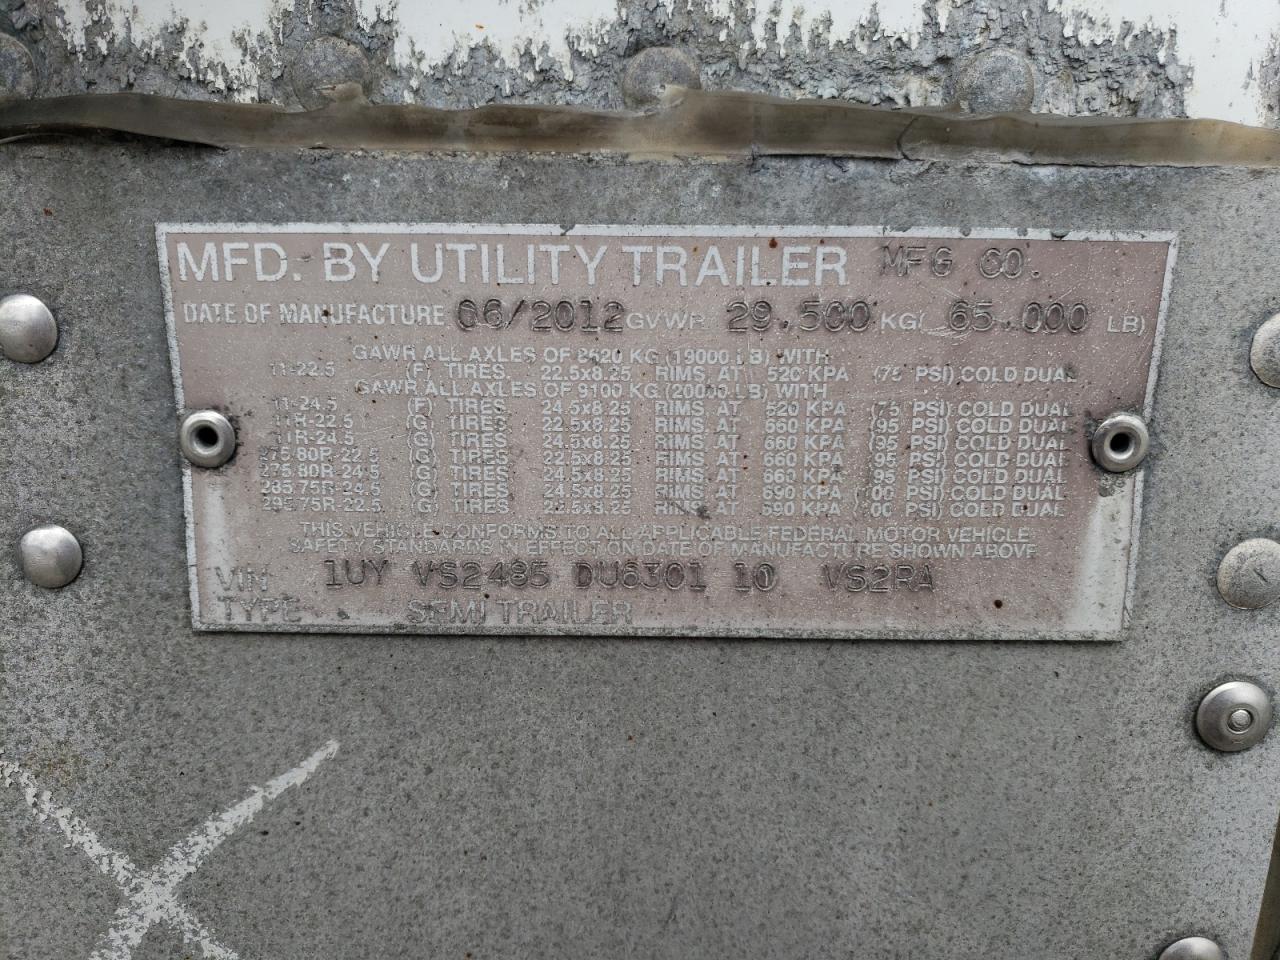 MFD. BY UTILITY TRAILER MFG CO.
DATE OF MANUFACTURE 06/2012 GVWR 29.500 KG( 65.000 LB)
GAWR ALL AXLES OF 8620 KG (19000 LB) WITH
11-22.5 (F) TIRES. 22.5x8.25 RIMS AT 520 KPA (75 PSI) COLD DUAL
GAWR ALL AXLES OF 9100 KG (20000 LB) WITH
11-24.5 (F) TIRES 24.5x8.25 RIMS AT 520 KPA (75 PSI) COLD DUAL
11R-22.5 (G) TIRES 22.5x8.25 RIMS AT 660 KPA (95 PSI) COLD DUAL
11R-24.5 (G) TIRES 24.5x8.25 RIMS AT 660 KPA (95 PSI) COLD DUAL
275 80R-22.5 (G) TIRES 22.5x8.25 RIMS AT 660 KPA (95 PSI) COLD DUAL
275 80R-24.5 (G) TIRES 24.5x8.25 RIMS AT 660 KPA (95 PSI) COLD DUAL
285 75R-24.5 (G) TIRES 24.5x8.25 RIMS AT 690 KPA (100 PSI) COLD DUAL
295 75R-22.5 (G) TIRES 22.5x8.25 RIMS AT 690 KPA (100 PSI) COLD DUAL
THIS VEHICLE CONFORMS TO ALL APPLICABLE FEDERAL MOTOR VEHICLE
SAFETY STANDARDS IN EFFECT ON DATE OF MANUFACTURE SHOWN ABOVE
VIN 1UY VS2485 DU6301 10 VS2RA
TYPE SEMI TRAILER